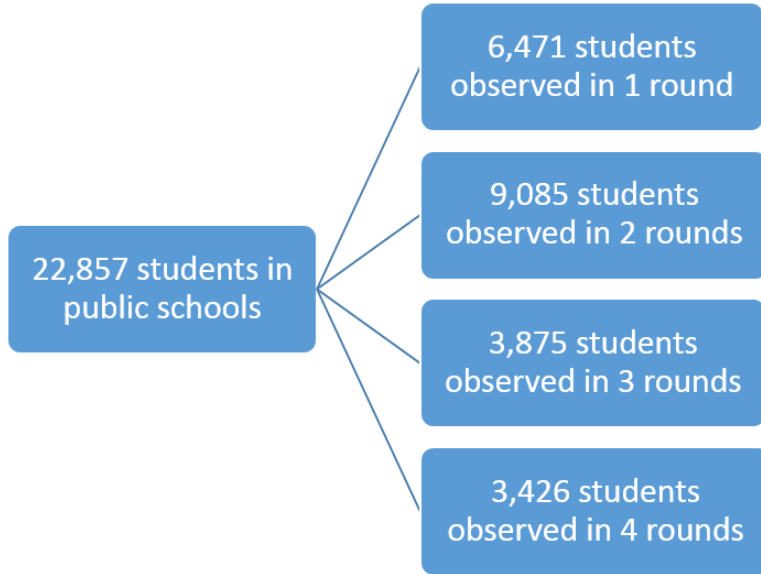 6,471 students
observed in 1 round
9,085 students
observed in 2 rounds
22,857 students in
public schools
3,875 students
observed in 3 rounds
3,426 students
observed in 4 rounds